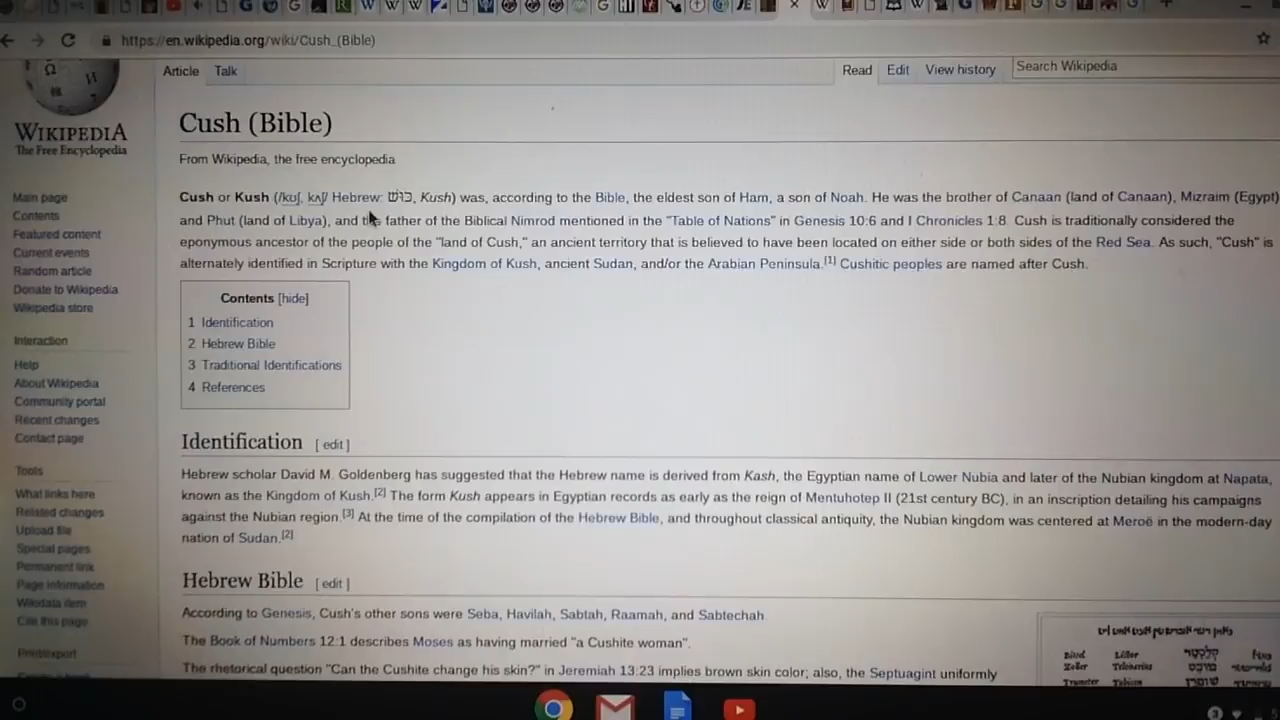 https://en.wikipedia.org/wiki/Cush_(Bible)
Article Talk Read Edit View history Search Wikipedia
WIKIPEDIA
The Free Encyclopedia
Main page
Contents
Featured content
Current events
Random article
Donate to Wikipedia
Wikipedia store
Interaction
Help
About Wikipedia
Community portal
Recent changes
Contact page
Tools
What links here
Related changes
Upload file
Special pages
Permanent link
Page information
Wikidata item
Cite this page
Print/export
Cush (Bible)
From Wikipedia, the free encyclopedia
Cush or Kush (/kʊʃ, kʌʃ/ Hebrew: כּוּשׁ, Kush) was, according to the Bible, the eldest son of Ham, a son of Noah. He was the brother of Canaan (land of Canaan), Mizraim (Egypt)
and Phut (land of Libya), and the father of the Biblical Nimrod mentioned in the "Table of Nations" in Genesis 10:6 and I Chronicles 1:8. Cush is traditionally considered the
eponymous ancestor of the people of the "land of Cush," an ancient territory that is believed to have been located on either side or both sides of the Red Sea. As such, "Cush" is
alternately identified in Scripture with the Kingdom of Kush, ancient Sudan, and/or the Arabian Peninsula.[1] Cushitic peoples are named after Cush.
Contents [hide]
1 Identification
2 Hebrew Bible
3 Traditional Identifications
4 References
Identification [ edit ]
Hebrew scholar David M. Goldenberg has suggested that the Hebrew name is derived from Kash, the Egyptian name of Lower Nubia and later of the Nubian kingdom at Napata,
known as the Kingdom of Kush.[2] The form Kush appears in Egyptian records as early as the reign of Mentuhotep II (21st century BC), in an inscription detailing his campaigns
against the Nubian region.[3] At the time of the compilation of the Hebrew Bible, and throughout classical antiquity, the Nubian kingdom was centered at Meroë in the modern-day
nation of Sudan.[2]
Hebrew Bible [ edit ]
According to Genesis, Cush's other sons were Seba, Havilah, Sabtah, Raamah, and Sabtechah.
The Book of Numbers 12:1 describes Moses as having married "a Cushite woman".
The rhetorical question "Can the Cushite change his skin?" in Jeremiah 13:23 implies brown skin color; also, the Septuagint uniformly